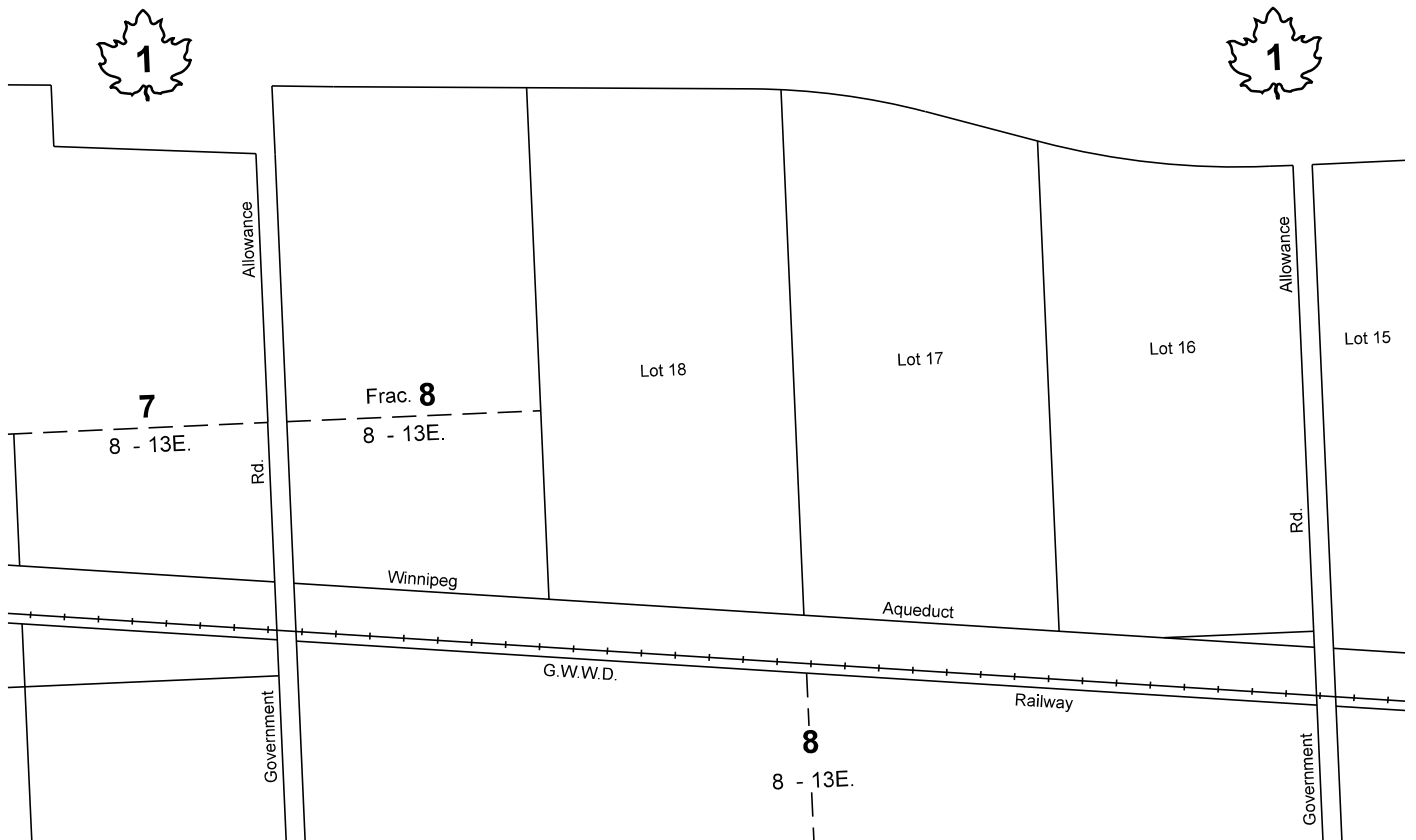 1
1
Allowance
Allowance
Lot 18
Lot 17
Lot 16
Lot 15
7
8 - 13E.
Frac. 8
8 - 13E.
Rd.
Rd.
Winnipeg
Aqueduct
G.W.W.D.
Railway
Government
Government
8
8 - 13E.